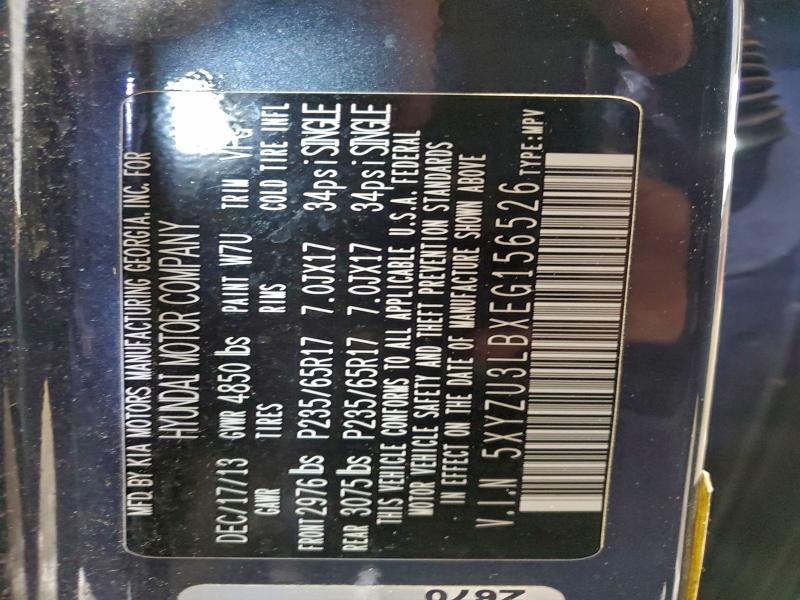 MFD BY KIA MOTORS MANUFACTURING GEORGIA, INC. FOR
HYUNDAI MOTOR COMPANY
DEC/17/13 GVWR 4850 lbs PAINT W7U TRIM
GAWR TIRES RIMS COLD TIRE INFL
FRONT 2976 lbs P235/65R17 7.0JX17 34psi SINGLE
REAR 3075 lbs P235/65R17 7.0JX17 34psi SINGLE
THIS VEHICLE CONFORMS TO ALL APPLICABLE U.S.A. FEDERAL
MOTOR VEHICLE SAFETY AND THEFT PREVENTION STANDARDS
IN EFFECT ON THE DATE OF MANUFACTURE SHOWN ABOVE
V.I.N 5XYZU3LBXEG156526 TYPE:MPV